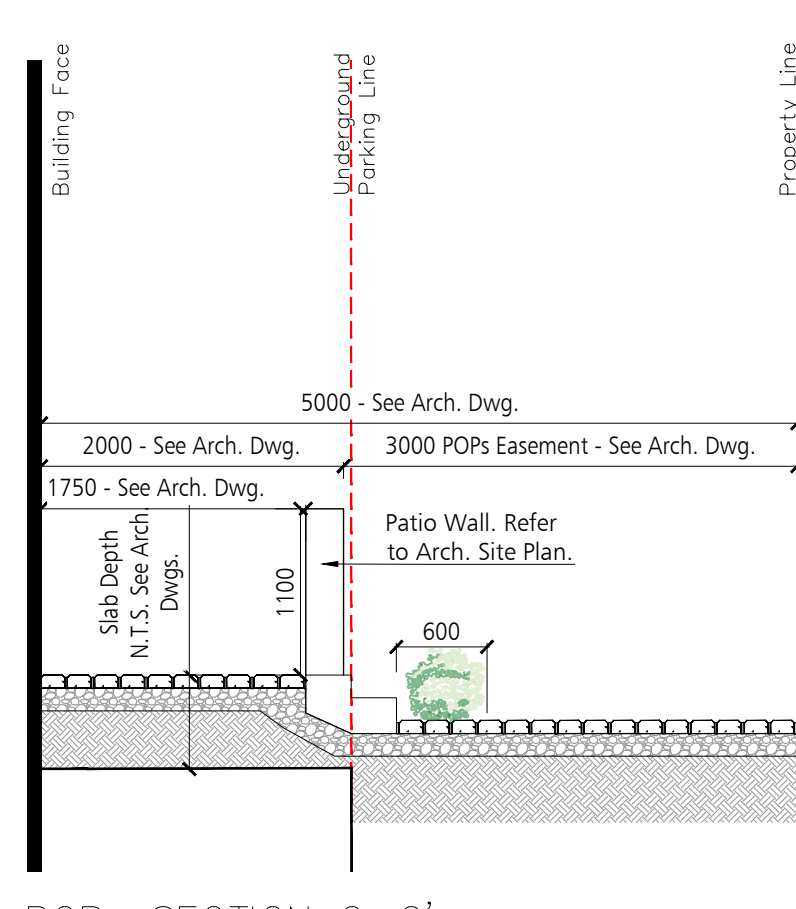 Building Face
Underground
Parking Line
Property Line
5000 - See Arch. Dwg.
2000 - See Arch. Dwg.
3000 POPs Easement - See Arch. Dwg.
1750 - See Arch. Dwg.
Slab Depth
N.T.S. See Arch.
Dwgs.
1100
Patio Wall. Refer
to Arch. Site Plan.
600